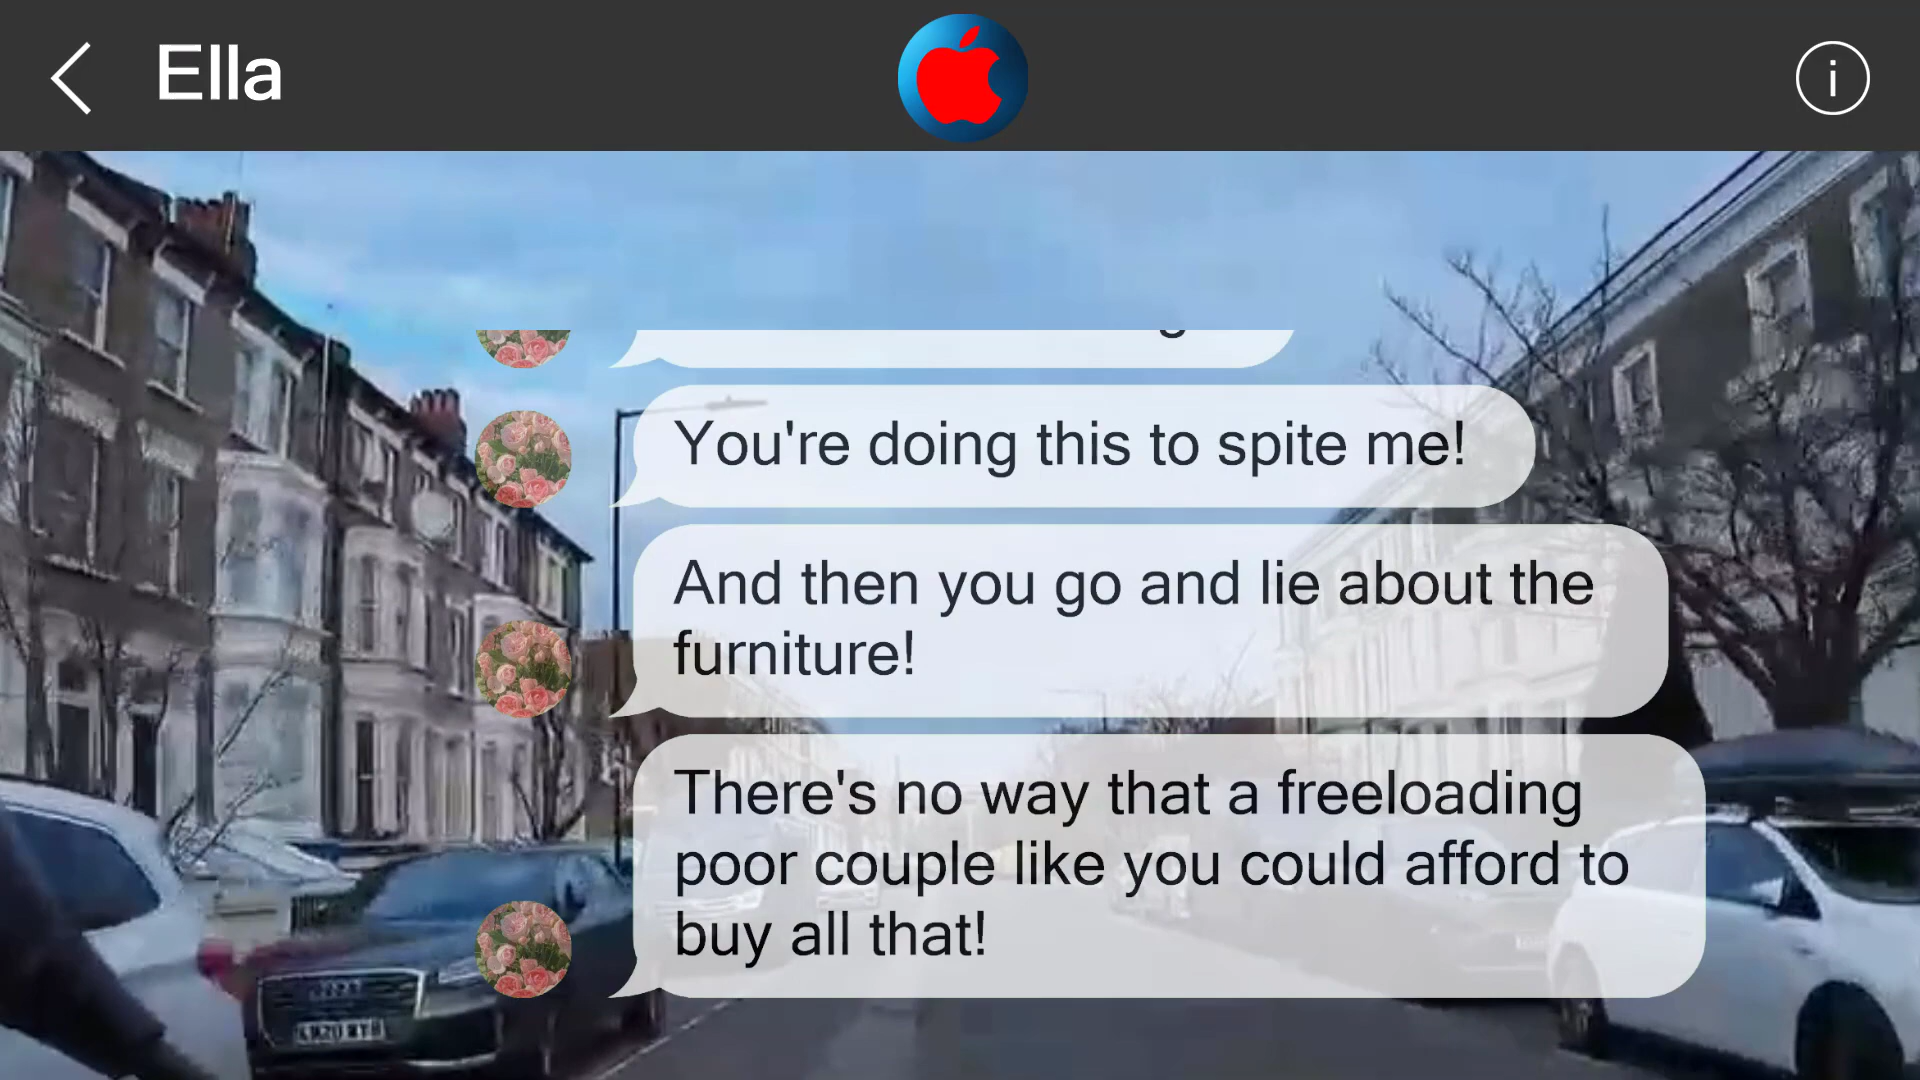 Ella
i
You're doing this to spite me!
And then you go and lie about the
furniture!
There's no way that a freeloading
poor couple like you could afford to
buy all that!